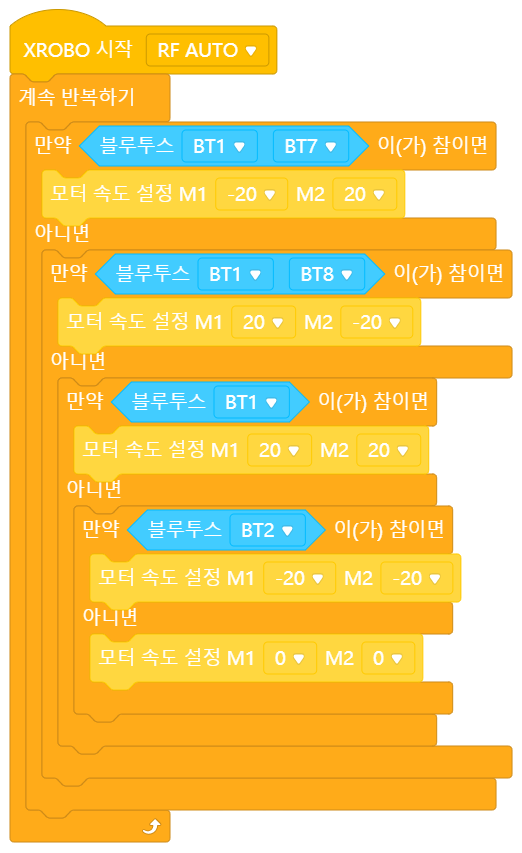 XROBO 시작 RF AUTO
계속 반복하기
만약 블루투스 BT1 BT7 이(가) 참이면
모터 속도 설정 M1 -20 M2 20
아니면
만약 블루투스 BT1 BT8 이(가) 참이면
모터 속도 설정 M1 20 M2 -20
아니면
만약 블루투스 BT1 이(가) 참이면
모터 속도 설정 M1 20 M2 20
아니면
만약 블루투스 BT2 이(가) 참이면
모터 속도 설정 M1 -20 M2 -20
아니면
모터 속도 설정 M1 0 M2 0